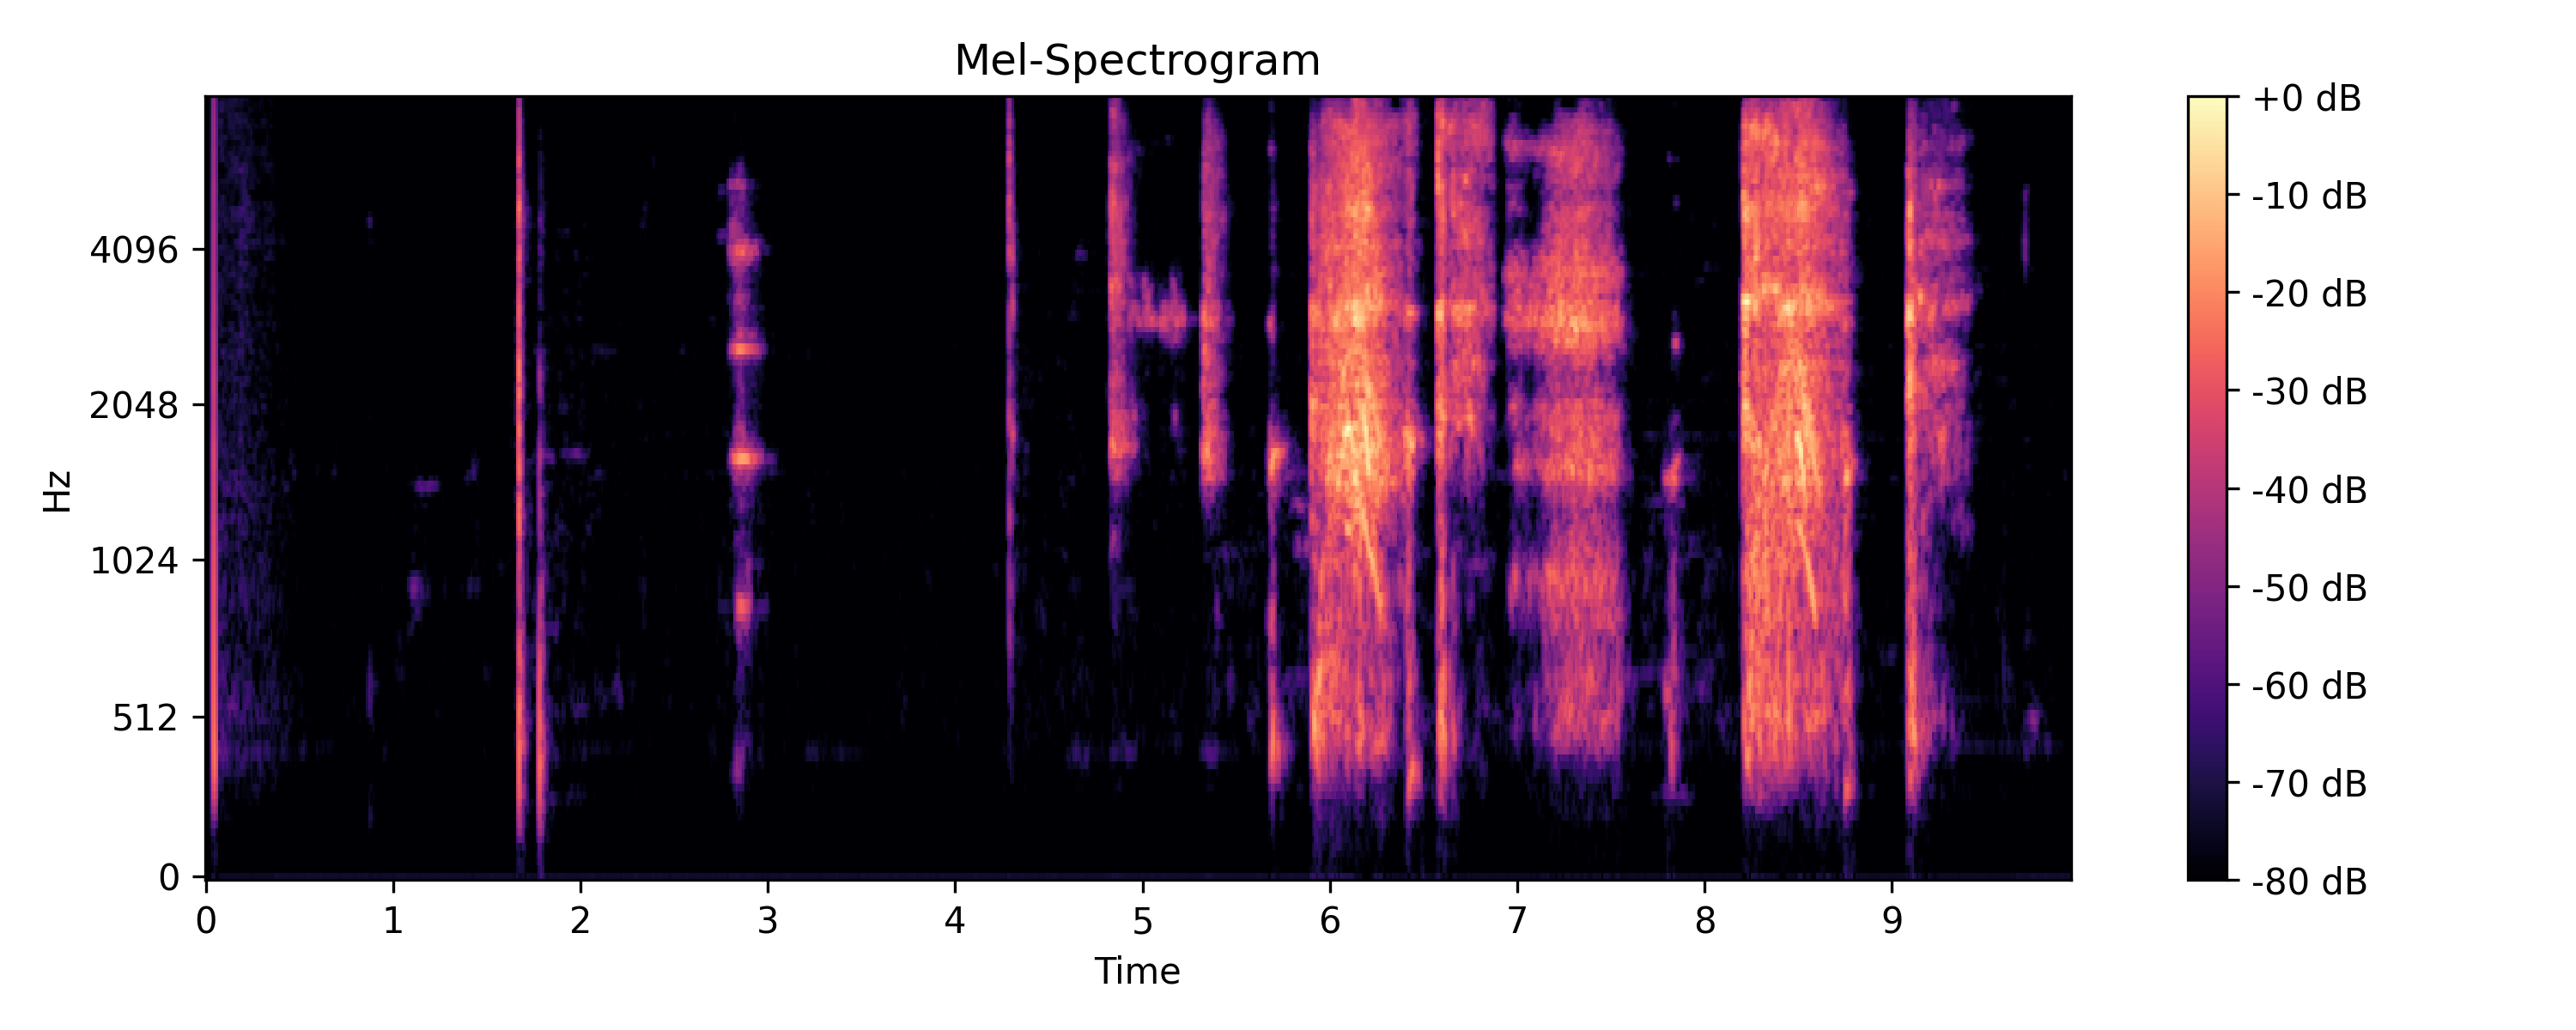 Mel-Spectrogram
+0 dB
-10 dB
-20 dB
-30 dB
-40 dB
-50 dB
-60 dB
-70 dB
-80 dB
Hz
4096
2048
1024
512
0
0 1 2 3 4 5 6 7 8 9
Time